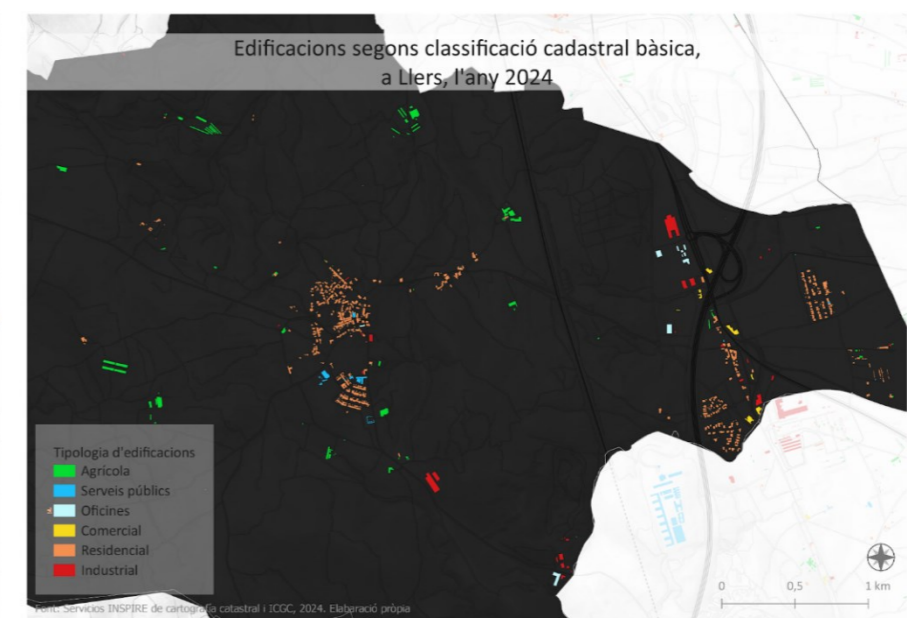 Edificacions segons classificació cadastral bàsica,
a Llers, l'any 2024
Tipologia d'edificacions
Agrícola
Serveis públics
Oficines
Comercial
Residencial
Industrial
0 0,5 1 km
Font: Servicios INSPIRE de cartografía catastral i ICGC, 2024. Elaboració pròpia